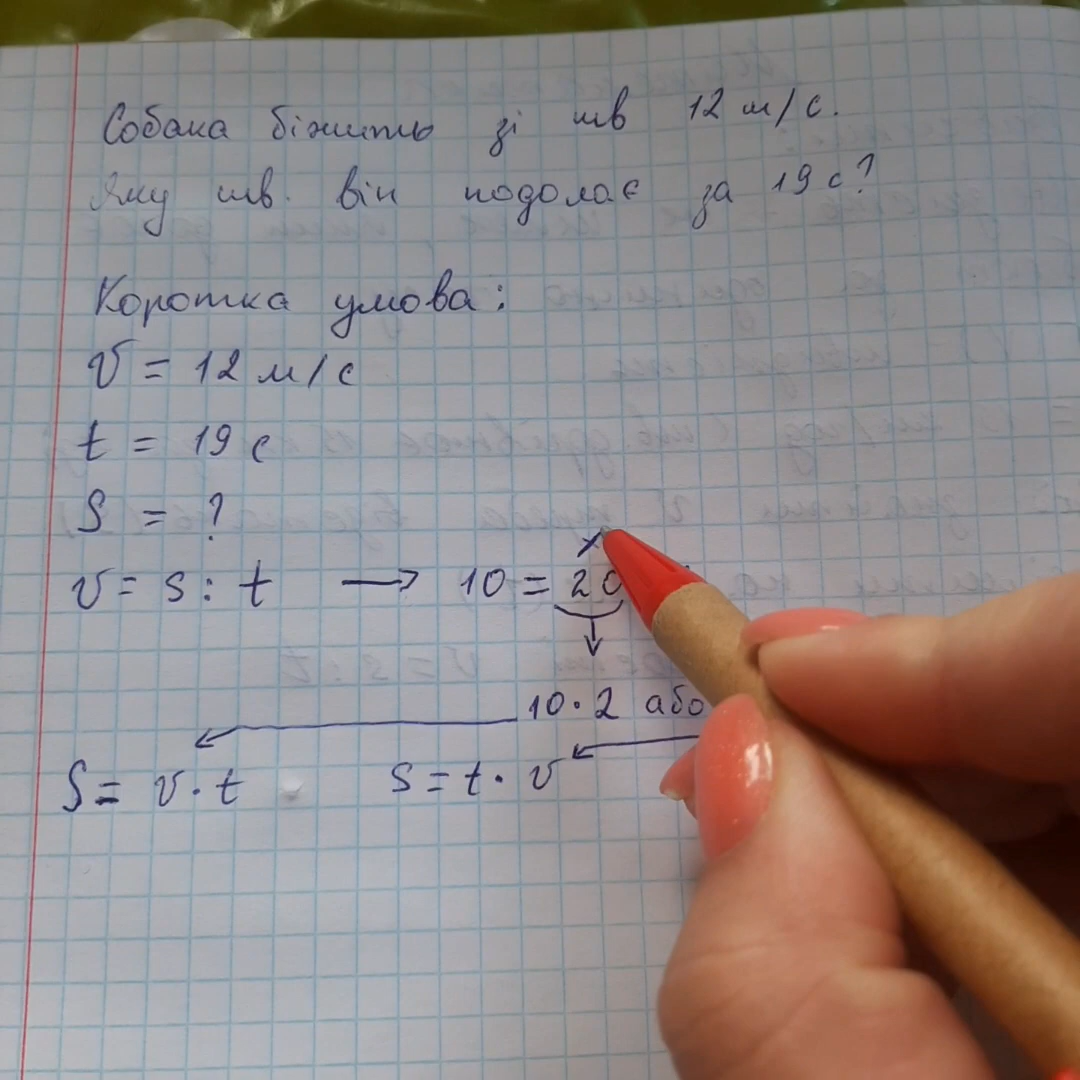 Собака біжить зі шв 12 м/с.
Яку шв. він подолає за 19 с?
Коротка умова:
V = 12 м/с
t = 19 с
S = ?
v = s : t → 10 = 20
10 · 2 або
S = v · t S = t · v